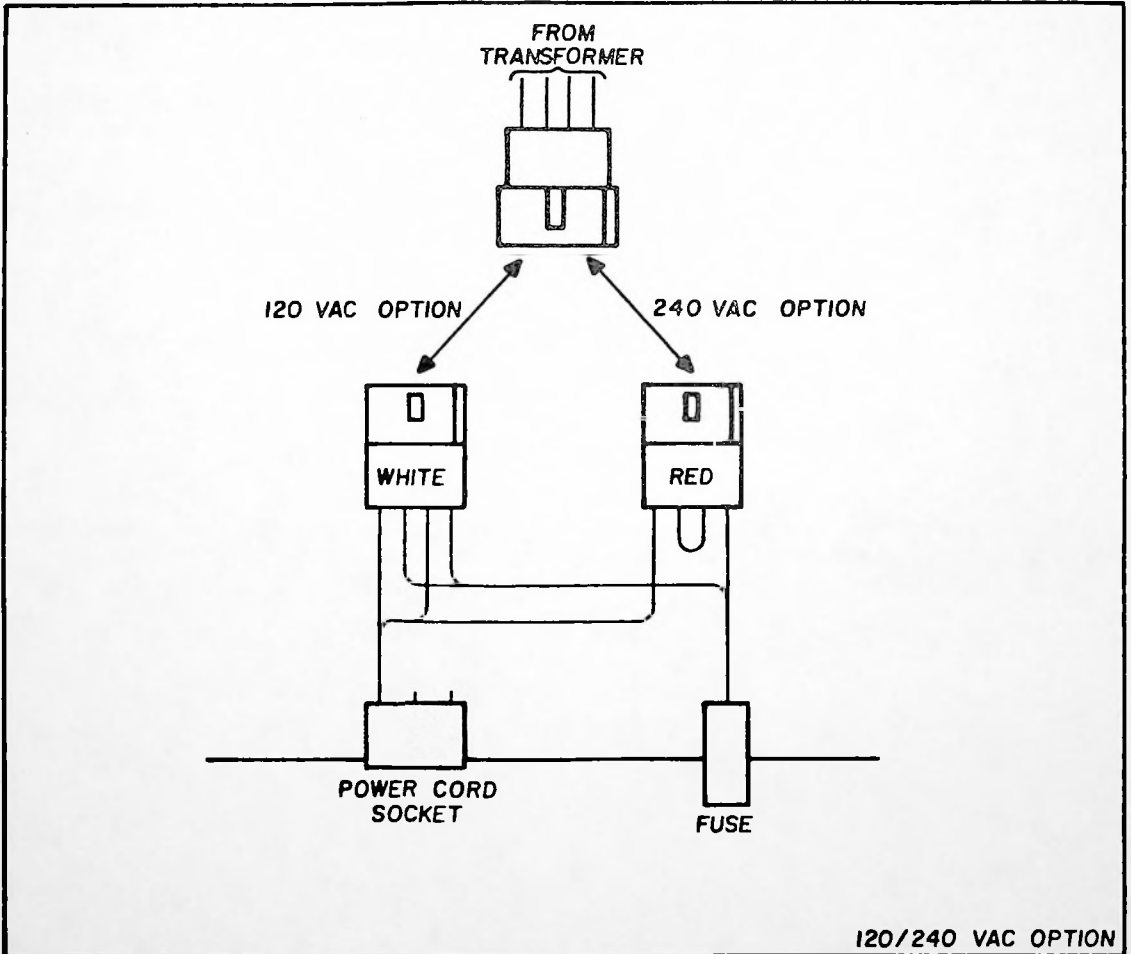 FROM
TRANSFORMER
120 VAC OPTION
240 VAC OPTION
WHITE
RED
POWER CORD
SOCKET
FUSE
120/240 VAC OPTION